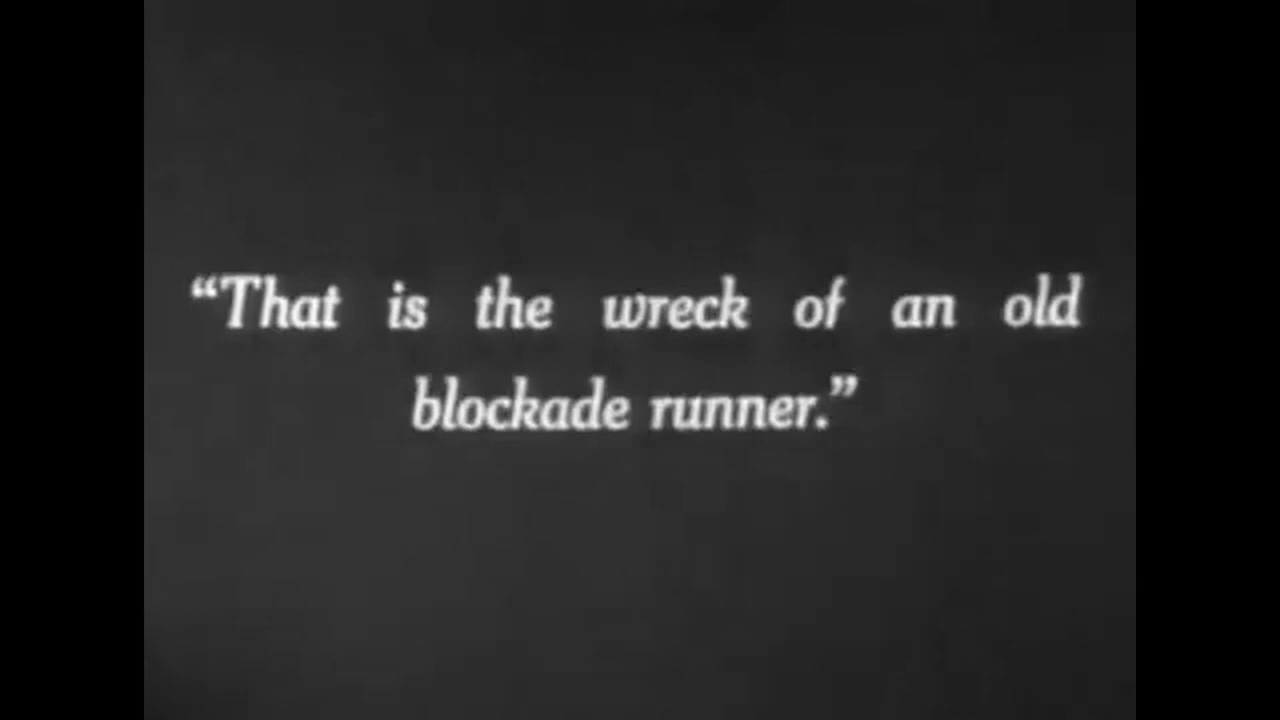 “That is the wreck of an old
blockade runner.”